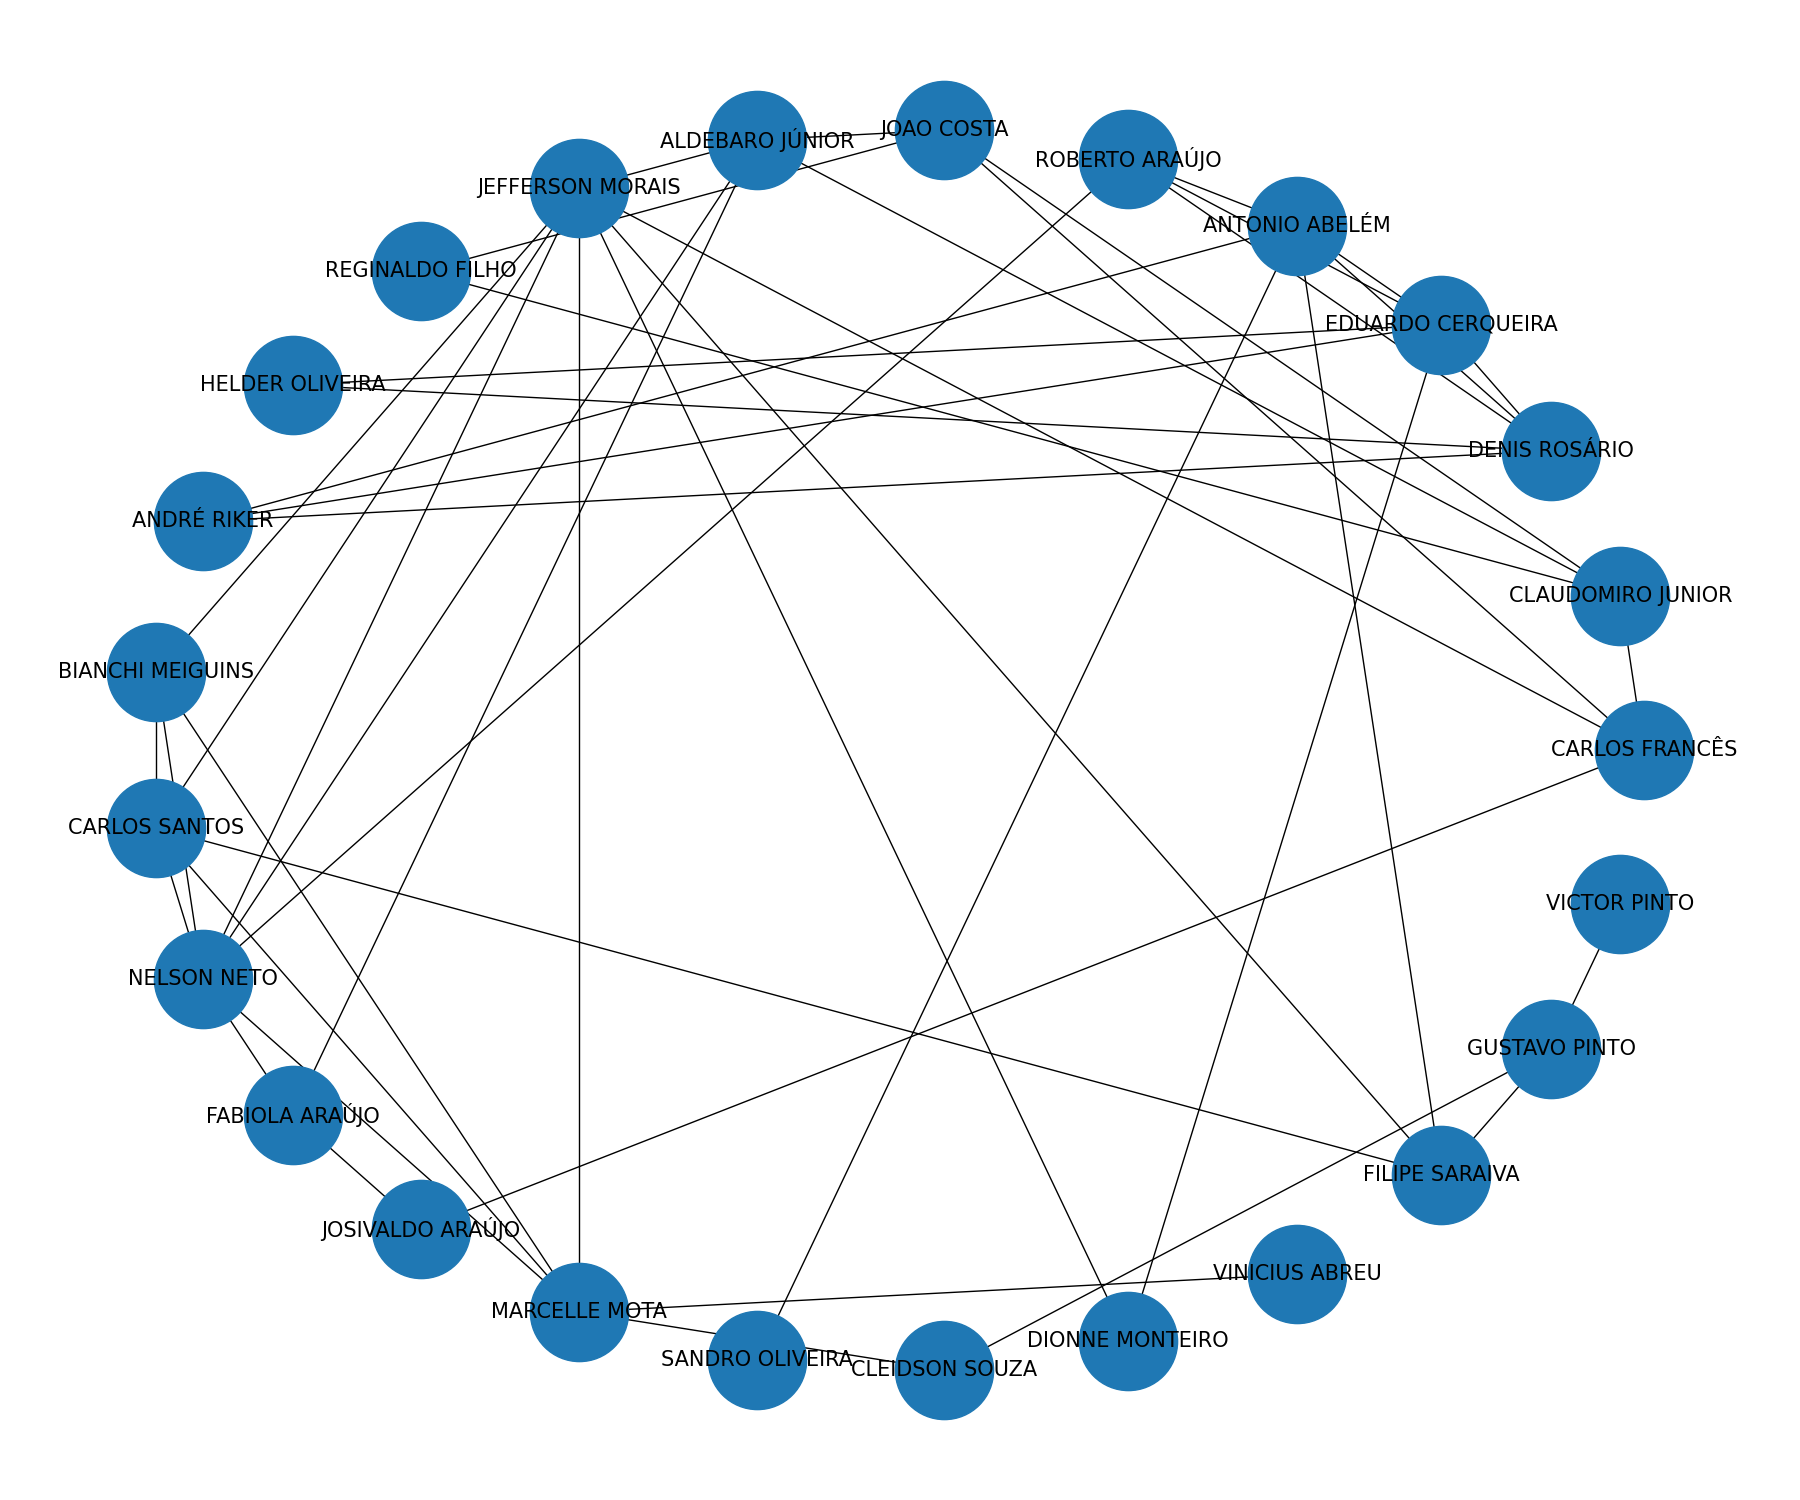 JOAO COSTA
ALDEBARO JÚNIOR
ROBERTO ARAÚJO
JEFFERSON MORAIS
ANTONIO ABELÉM
REGINALDO FILHO
EDUARDO CERQUEIRA
HELDER OLIVEIRA
DENIS ROSÁRIO
ANDRÉ RIKER
CLAUDOMIRO JUNIOR
BIANCHI MEIGUINS
CARLOS FRANCÊS
CARLOS SANTOS
VICTOR PINTO
NELSON NETO
GUSTAVO PINTO
FABIOLA ARAÚJO
FILIPE SARAIVA
JOSIVALDO ARAÚJO
VINICIUS ABREU
MARCELLE MOTA
DIONNE MONTEIRO
SANDRO OLIVEIRA
CLEIDSON SOUZA